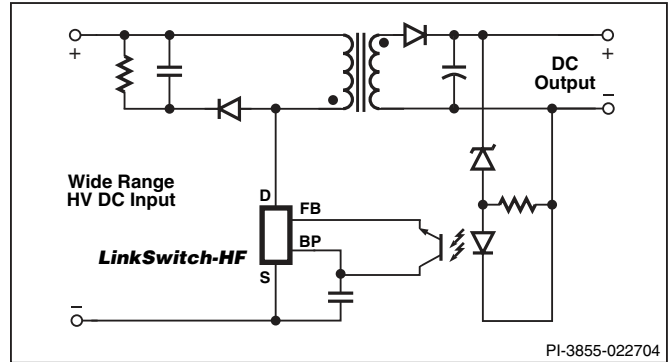 +
+
DC
Output
–
Wide Range
HV DC Input
D
FB
BP
LinkSwitch-HF
S
–
PI-3855-022704